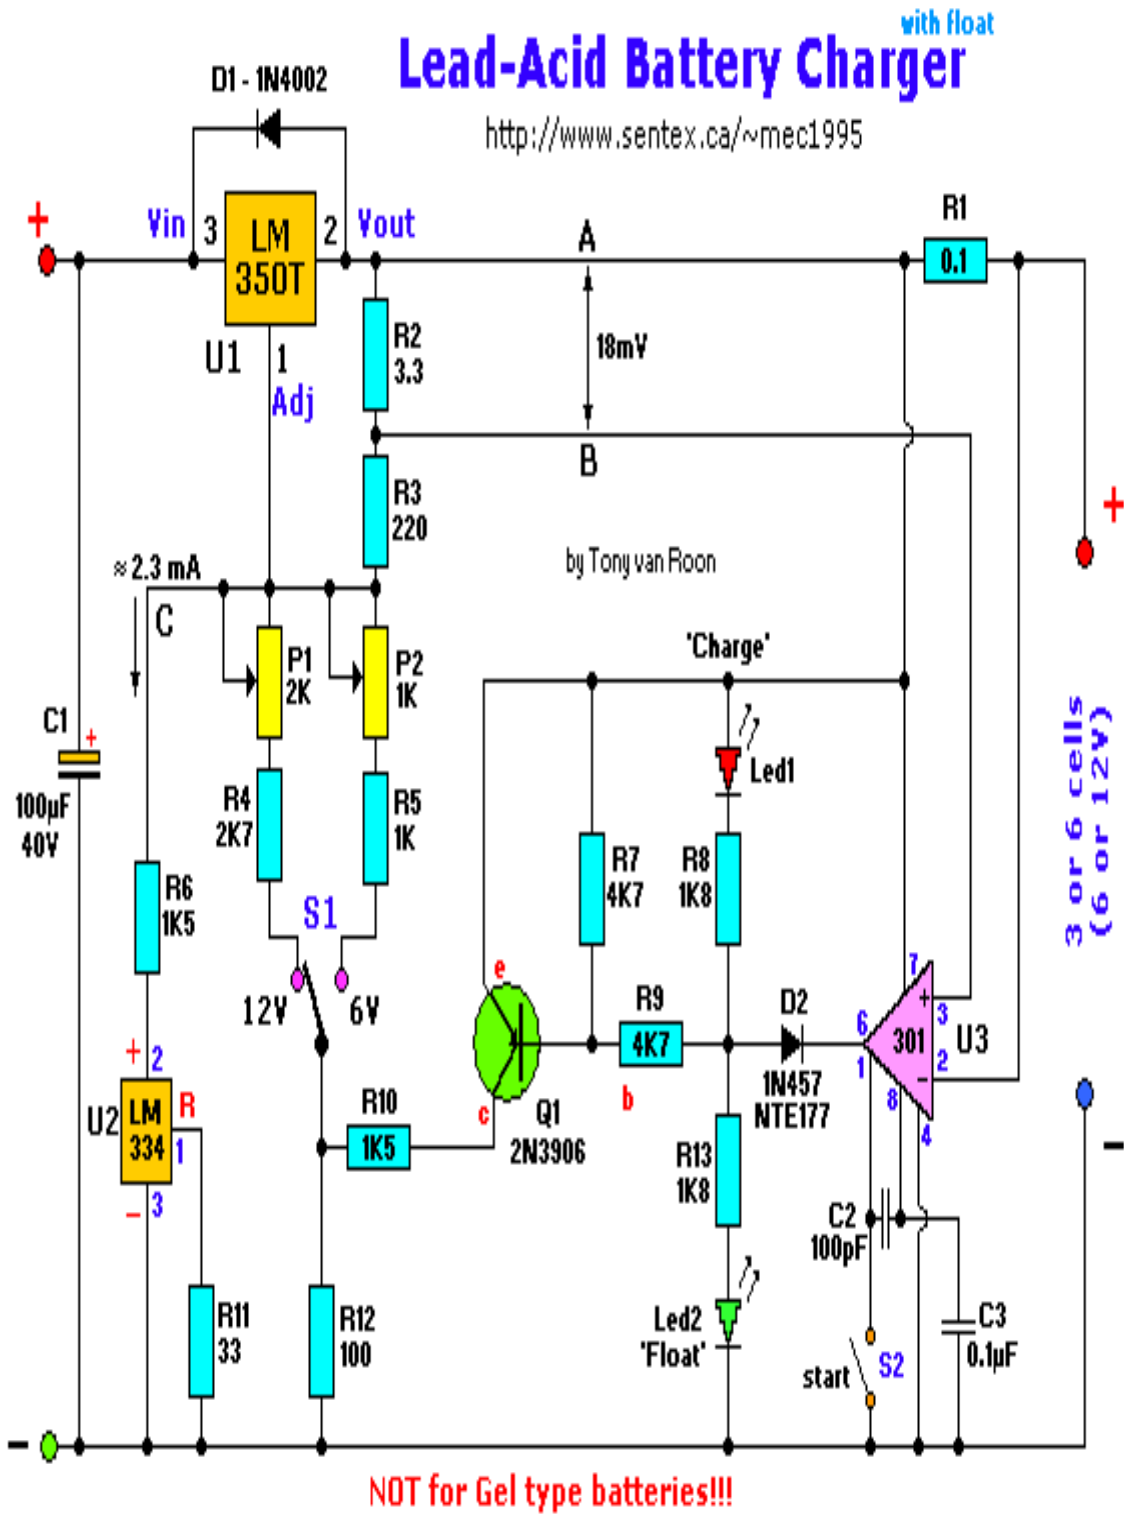 with float
Lead-Acid Battery Charger
http://www.sentex.ca/~mec1995
D1 - 1N4002
+
Vin
3
LM
350T
2
Vout
U1
1
Adj
A
18mV
B
R1
0.1
R2
3.3
R3
220
≈ 2.3 mA
C
by Tony van Roon
+
P1
2K
P2
1K
'Charge'
C1
+
100µF
40V
R4
2K7
R5
1K
Led1
3 or 6 cells
(6 or 12V)
R6
1K5
S1
12V
6V
R7
4K7
R8
1K8
e
b
c
Q1
2N3906
R9
4K7
D2
1N457
NTE177
7
+
3
6
301
U3
2
−
1
8
4
−
+
2
U2
LM
334
R
1
−
3
R10
1K5
R13
1K8
C2
100pF
R11
33
R12
100
Led2
'Float'
start
S2
C3
0.1µF
−
NOT for Gel type batteries!!!